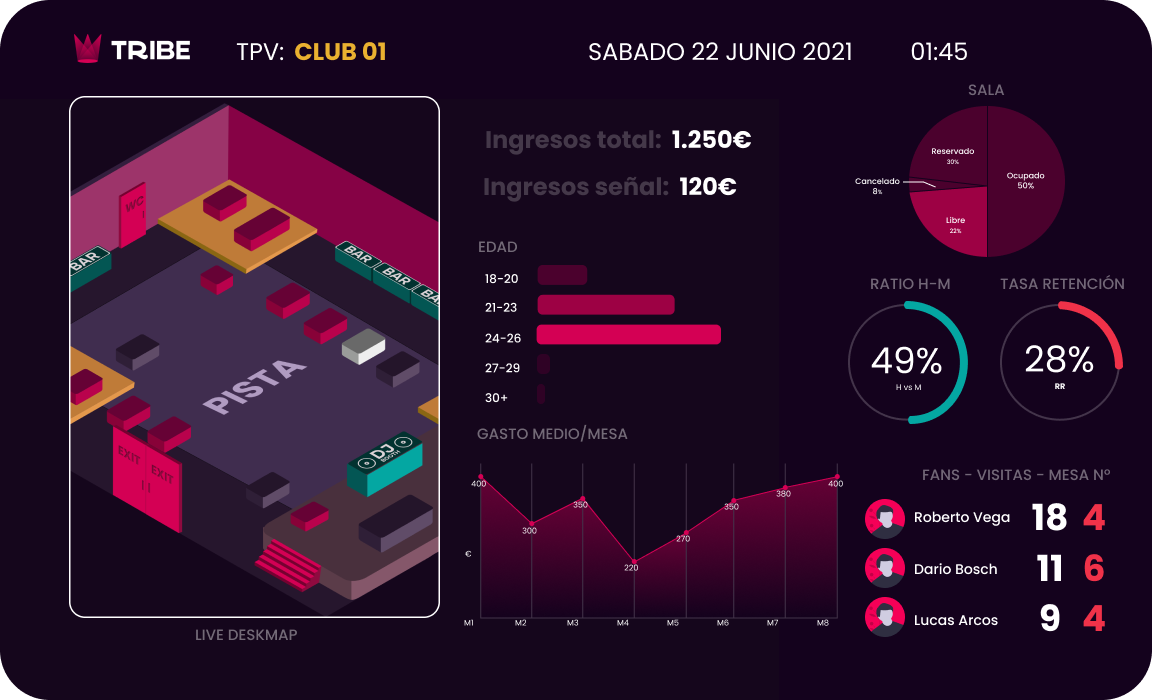 TRIBE
TPV: CLUB 01
SABADO 22 JUNIO 2021
01:45
WC
BAR
BAR
BAR
BA
PISTA
EXIT
EXIT
DJ
BOOTH
LIVE DESKMAP
Ingresos total: 1.250€
Ingresos señal: 120€
EDAD
18-20
21-23
24-26
27-29
30+
GASTO MEDIO/MESA
400
300
350
220
270
350
380
400
€
M1 M2 M3 M4 M5 M6 M7 M8
SALA
Reservado
30%
Ocupado
50%
Cancelado
8%
Libre
22%
RATIO H-M
49%
H vs M
TASA RETENCIÓN
28%
RR
FANS - VISITAS - MESA Nº
Roberto Vega 18 4
Dario Bosch 11 6
Lucas Arcos 9 4